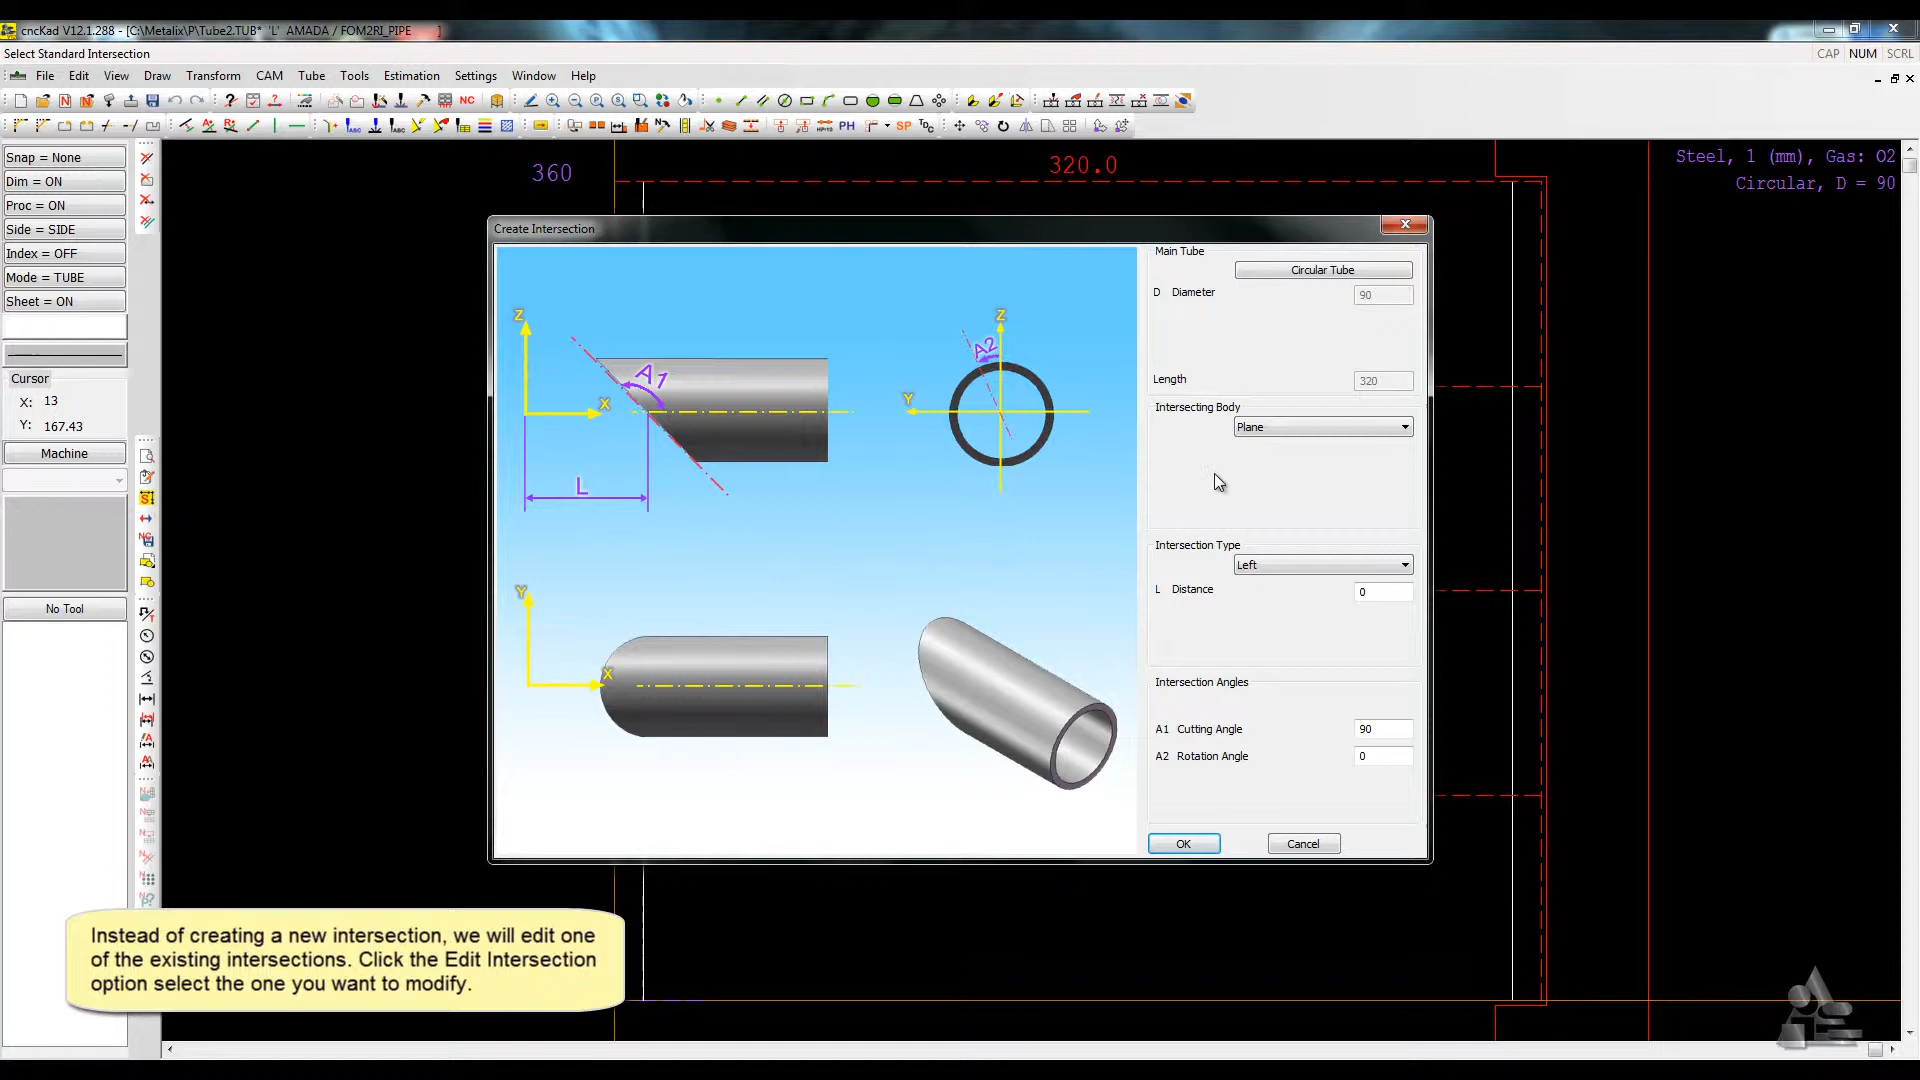 cncKad V12.1.288 - [C:\Metalix\P\Tube2.TUB* 'L' AMADA / FOM2RI_PIPE ]
Select Standard Intersection
CAP NUM SCRL
File Edit View Draw Transform CAM Tube Tools Estimation Settings Window Help
NC
PH SP
Snap = None
Dim = ON
Proc = ON
Side = SIDE
Index = OFF
Mode = TUBE
Sheet = ON
Cursor
X: 13
Y: 167.43
Machine
No Tool
360
320.0
Steel, 1 (mm), Gas: O2
Circular, D = 90
Create Intersection
Z
A1
X
L
Z
A2
Y
Y
X
Main Tube
Circular Tube
D Diameter 90
Length 320
Intersecting Body
Plane
Intersection Type
Left
L Distance 0
Intersection Angles
A1 Cutting Angle 90
A2 Rotation Angle 0
OK Cancel
Instead of creating a new intersection, we will edit one
of the existing intersections. Click the Edit Intersection
option select the one you want to modify.